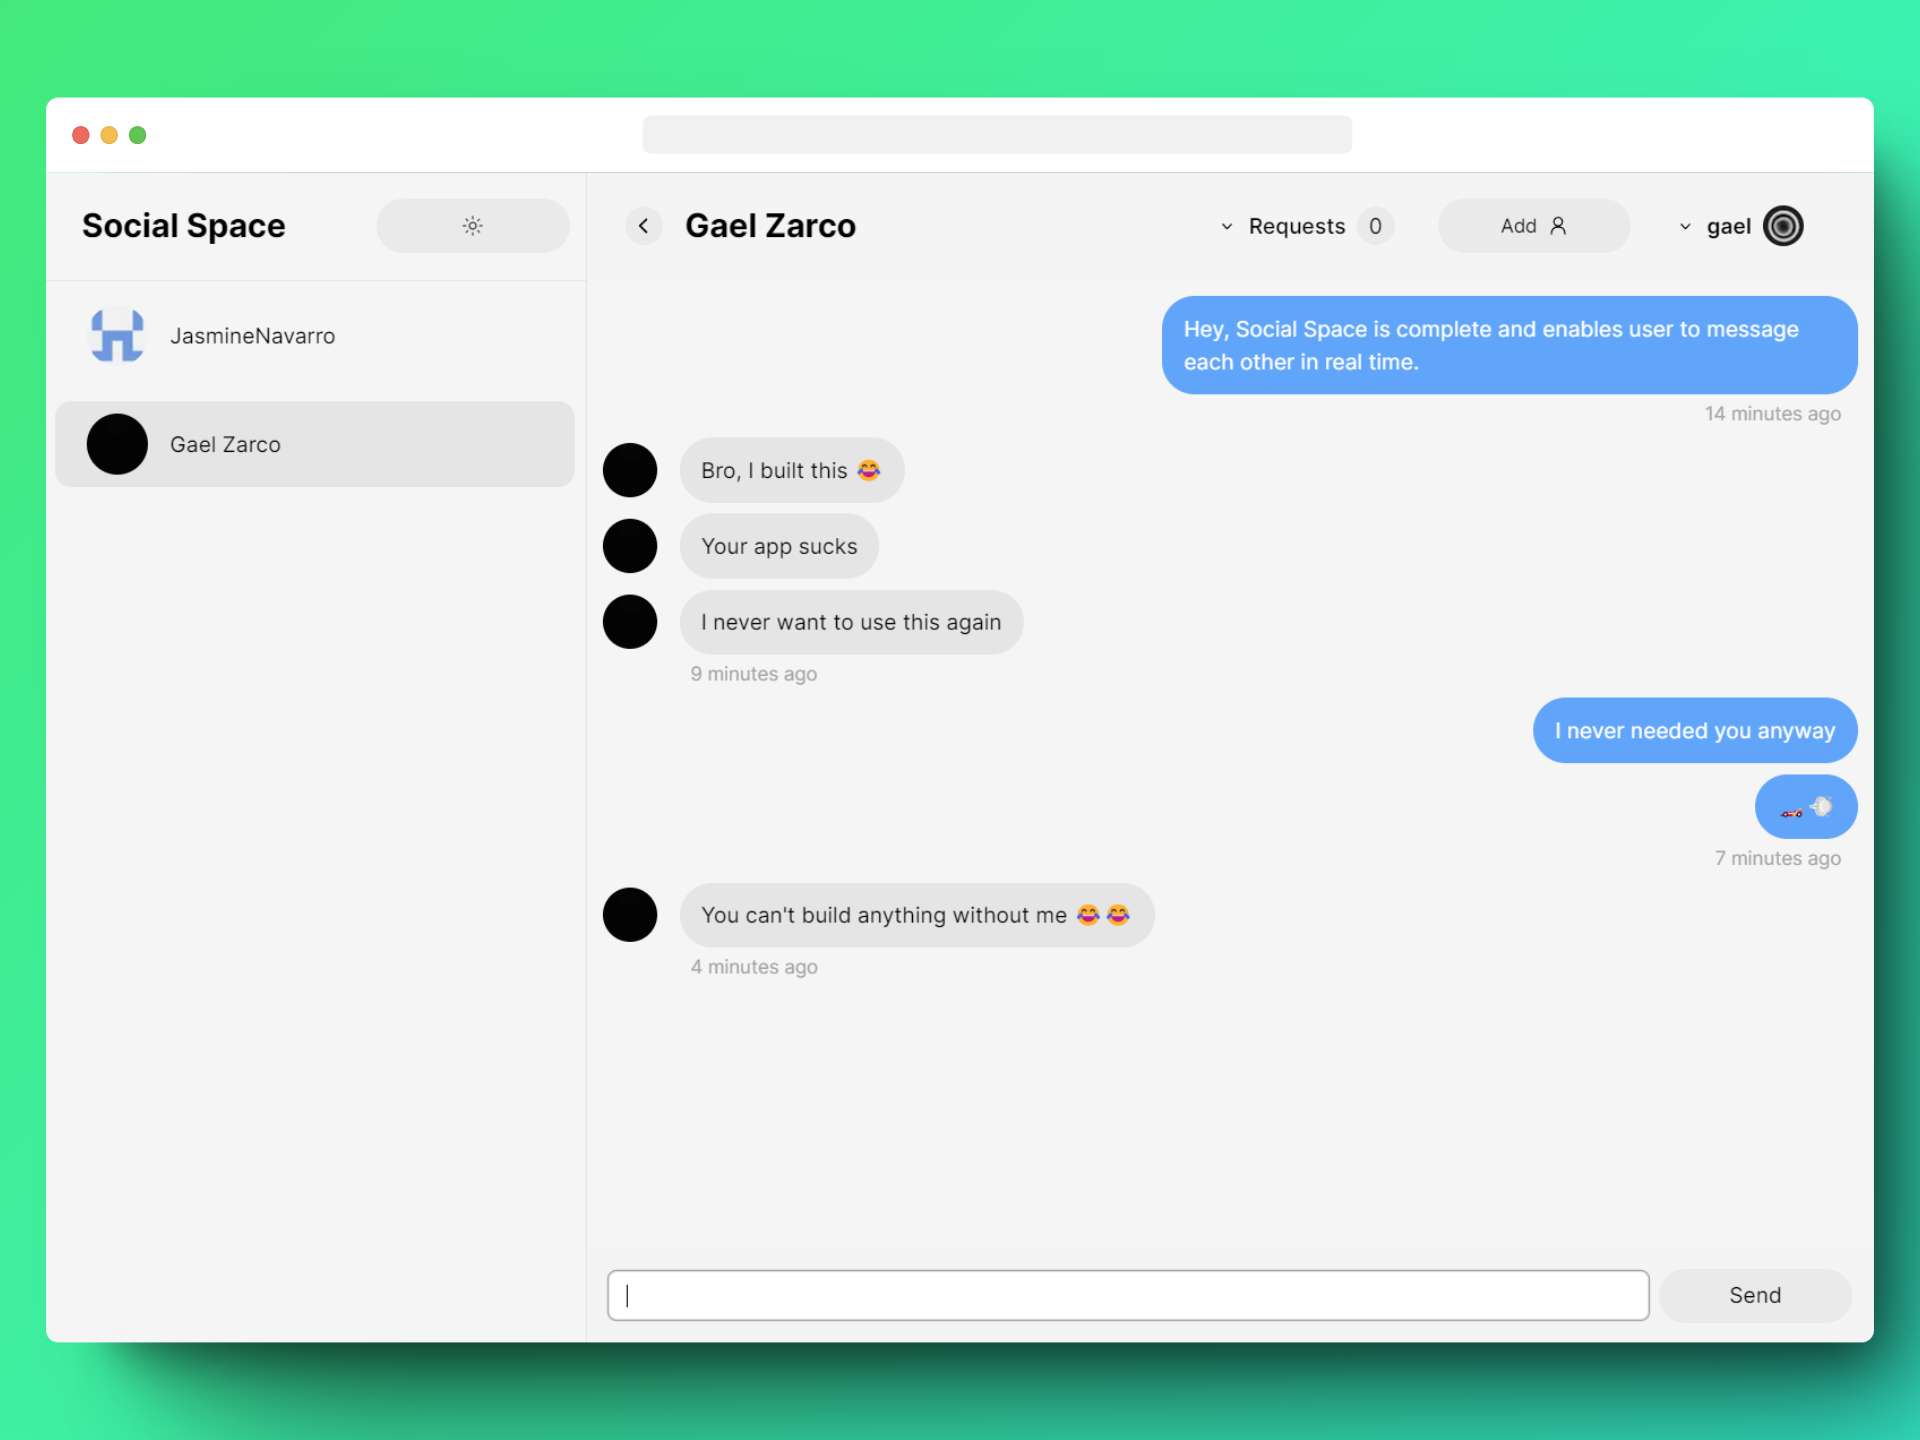 Social Space
JasmineNavarro
Gael Zarco
Gael Zarco
Requests 0
Add
gael
Hey, Social Space is complete and enables user to message
each other in real time.
14 minutes ago
Bro, I built this 😂
Your app sucks
I never want to use this again
9 minutes ago
I never needed you anyway
🏎️💨
7 minutes ago
You can't build anything without me 😂😂
4 minutes ago
Send